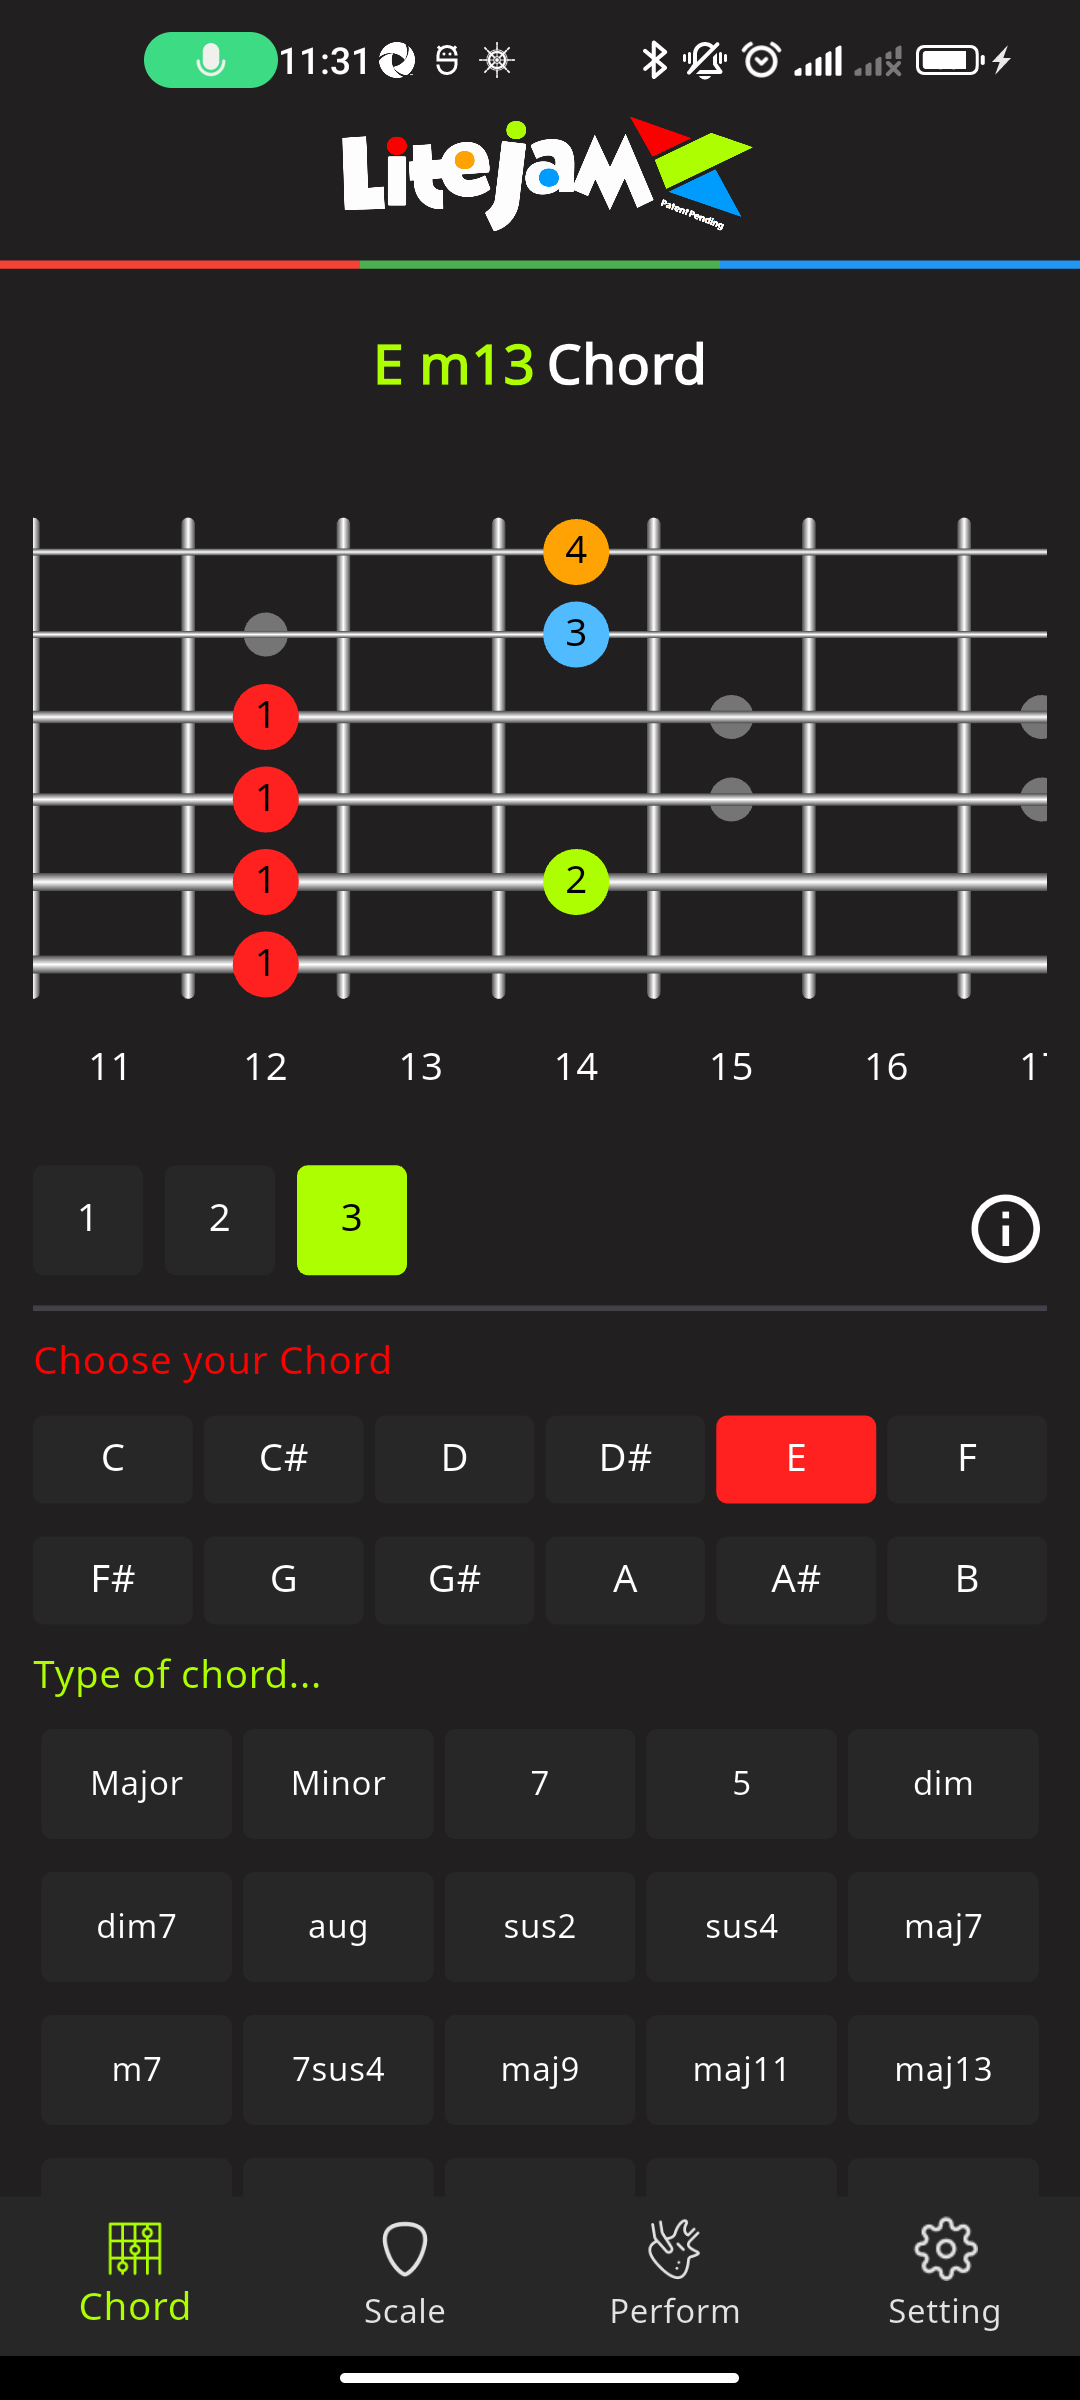 11:31
Litejam
Patent Pending
E m13 Chord
4
3
1
1
1 2
1
11 12 13 14 15 16
1 2 3
Choose your Chord
C C# D D# E F
F# G G# A A# B
Type of chord...
Major Minor 7 5 dim
dim7 aug sus2 sus4 maj7
m7 7sus4 maj9 maj11 maj13
Chord Scale Perform Setting